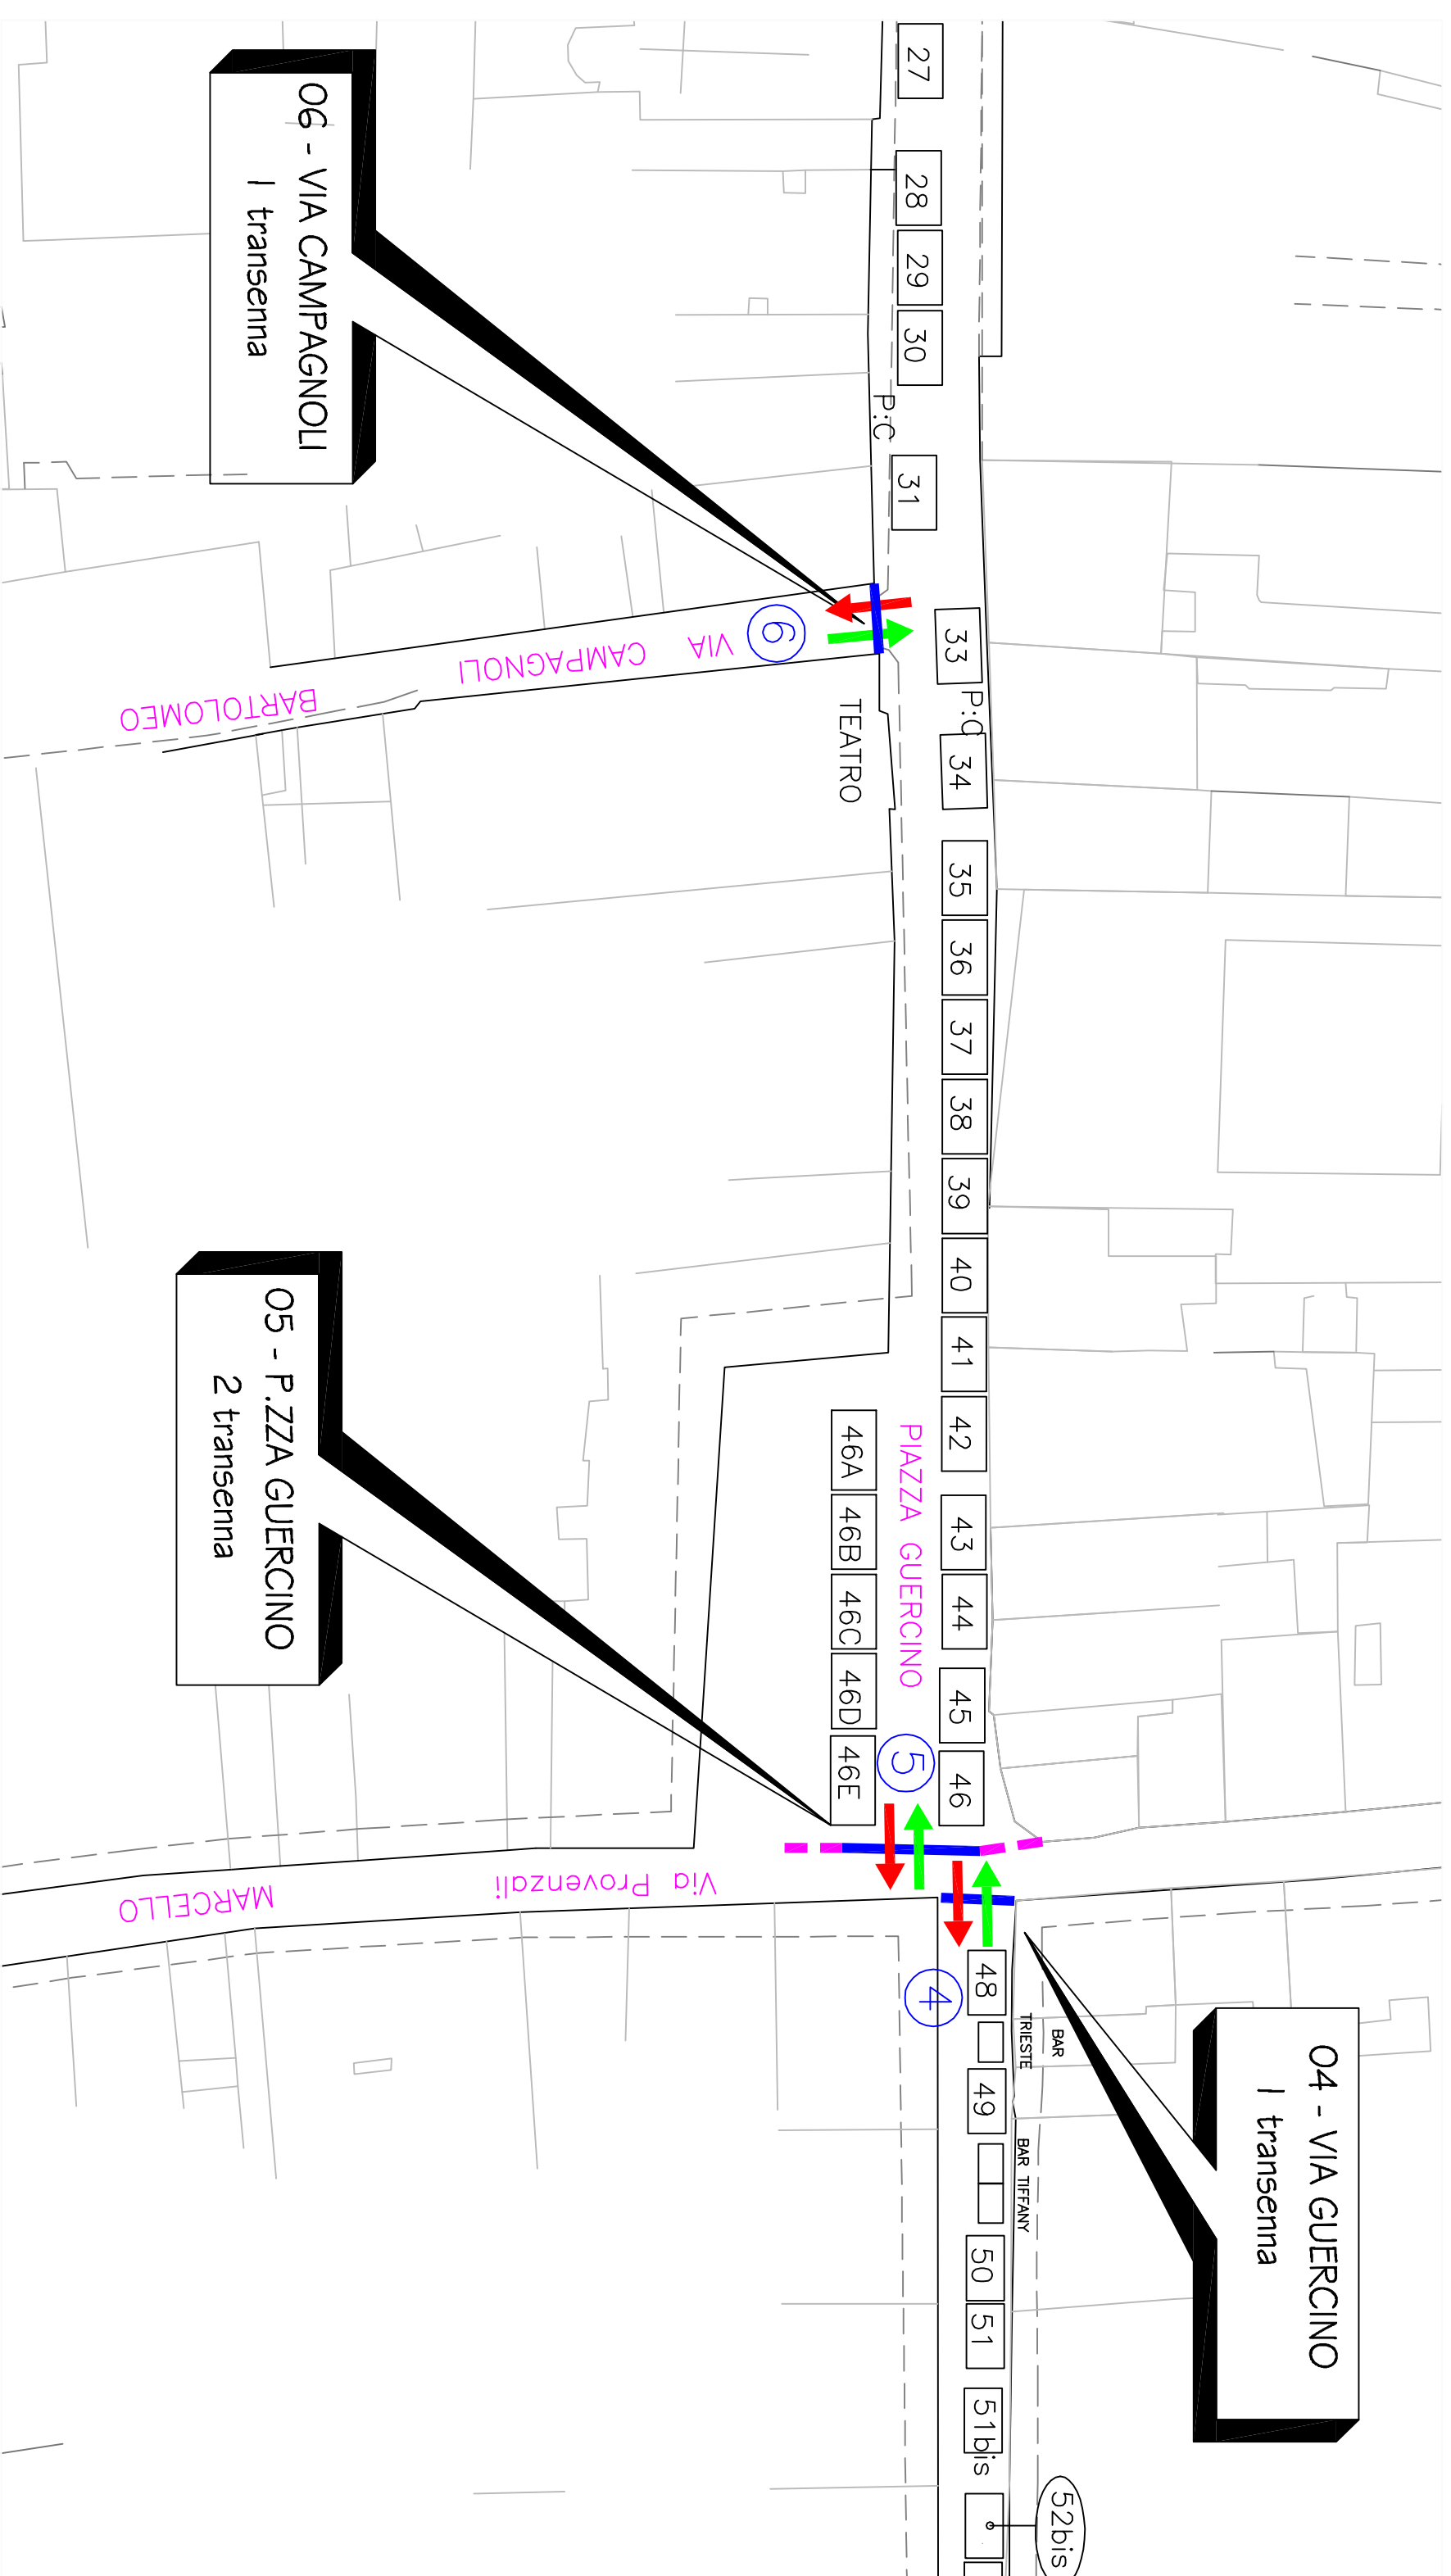 06 - VIA CAMPAGNOLI
1 transenna
27
28
29
30
P:C
31
6
VIA
CAMPAGNOLI
BARTOLOMEO
33
P:C
34
TEATRO
35
36
37
38
39
40
41
42
43
44
45
46
PIAZZA GUERCINO
46A
46B
46C
46D
46E
5
05 - P.ZZA GUERCINO
2 transenna
Via Provenzali
MARCELLO
4
48
BAR
TRIESTE
49
BAR TIFFANY
50
51
51bis
52bis
04 - VIA GUERCINO
1 transenna